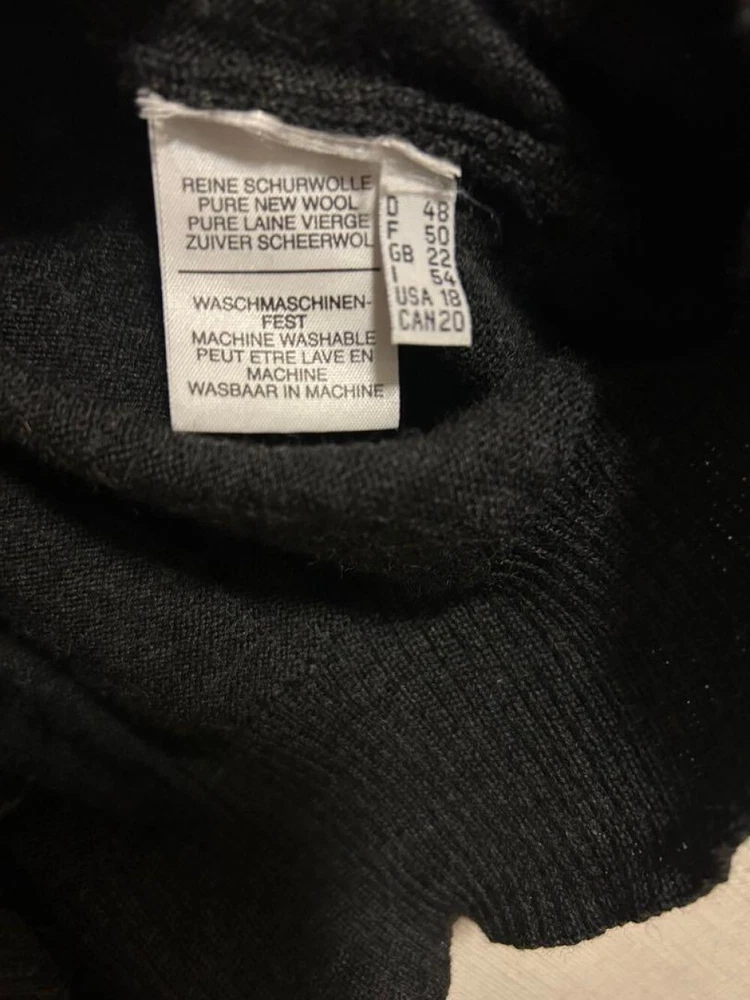 REINE SCHURWOLLE
PURE NEW WOOL
PURE LAINE VIERGE
ZUIVER SCHEERWOL
WASCHMASCHINEN-
FEST
MACHINE WASHABLE
PEUT ETRE LAVE EN
MACHINE
WASBAAR IN MACHINE
D 48
F 50
GB 22
I 54
USA 18
CAN 20